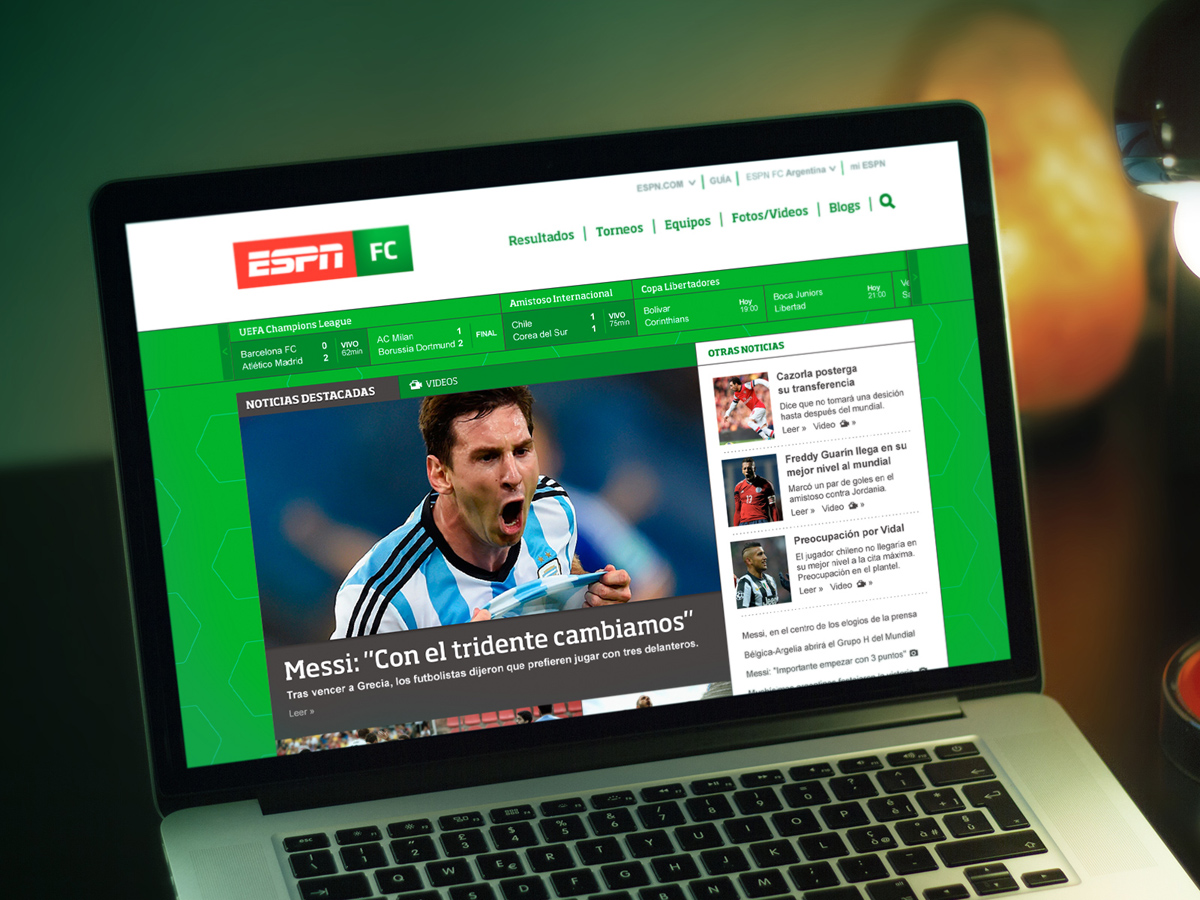 ESPN.COM | GUÍA | ESPN FC Argentina | mi ESPN
ESPN FC
Resultados | Torneos | Equipos | Fotos/Videos | Blogs |
UEFA Champions League
Barcelona FC 0 VIVO
Atlético Madrid 2 62min
AC Milan 1 FINAL
Borussia Dortmund 2
Amistoso Internacional
Chile 1 VIVO
Corea del Sur 1 75min
Copa Libertadores
Bolivar Hoy
Corinthians 19:00
Boca Juniors Hoy
Libertad 21:00
NOTICIAS DESTACADAS
VIDEOS
Messi: "Con el tridente cambiamos"
Tras vencer a Grecia, los futbolistas dijeron que prefieren jugar con tres delanteros.
Leer »
OTRAS NOTICIAS
Cazorla posterga
su transferencia
Dice que no tomará una desición
hasta después del mundial.
Leer » Video »
Freddy Guarin llega en su
mejor nivel al mundial
Marcó un par de goles en el
amistoso contra Jordania.
Leer » Video »
Preocupación por Vidal
El jugador chileno no llegaría en
su mejor nivel a la cita máxima.
Preocupación en el plantel.
Leer » Video »
Messi, en el centro de los elogios de la prensa
Bélgica-Argelia abrirá el Grupo H del Mundial
Messi: "Importante empezar con 3 puntos"